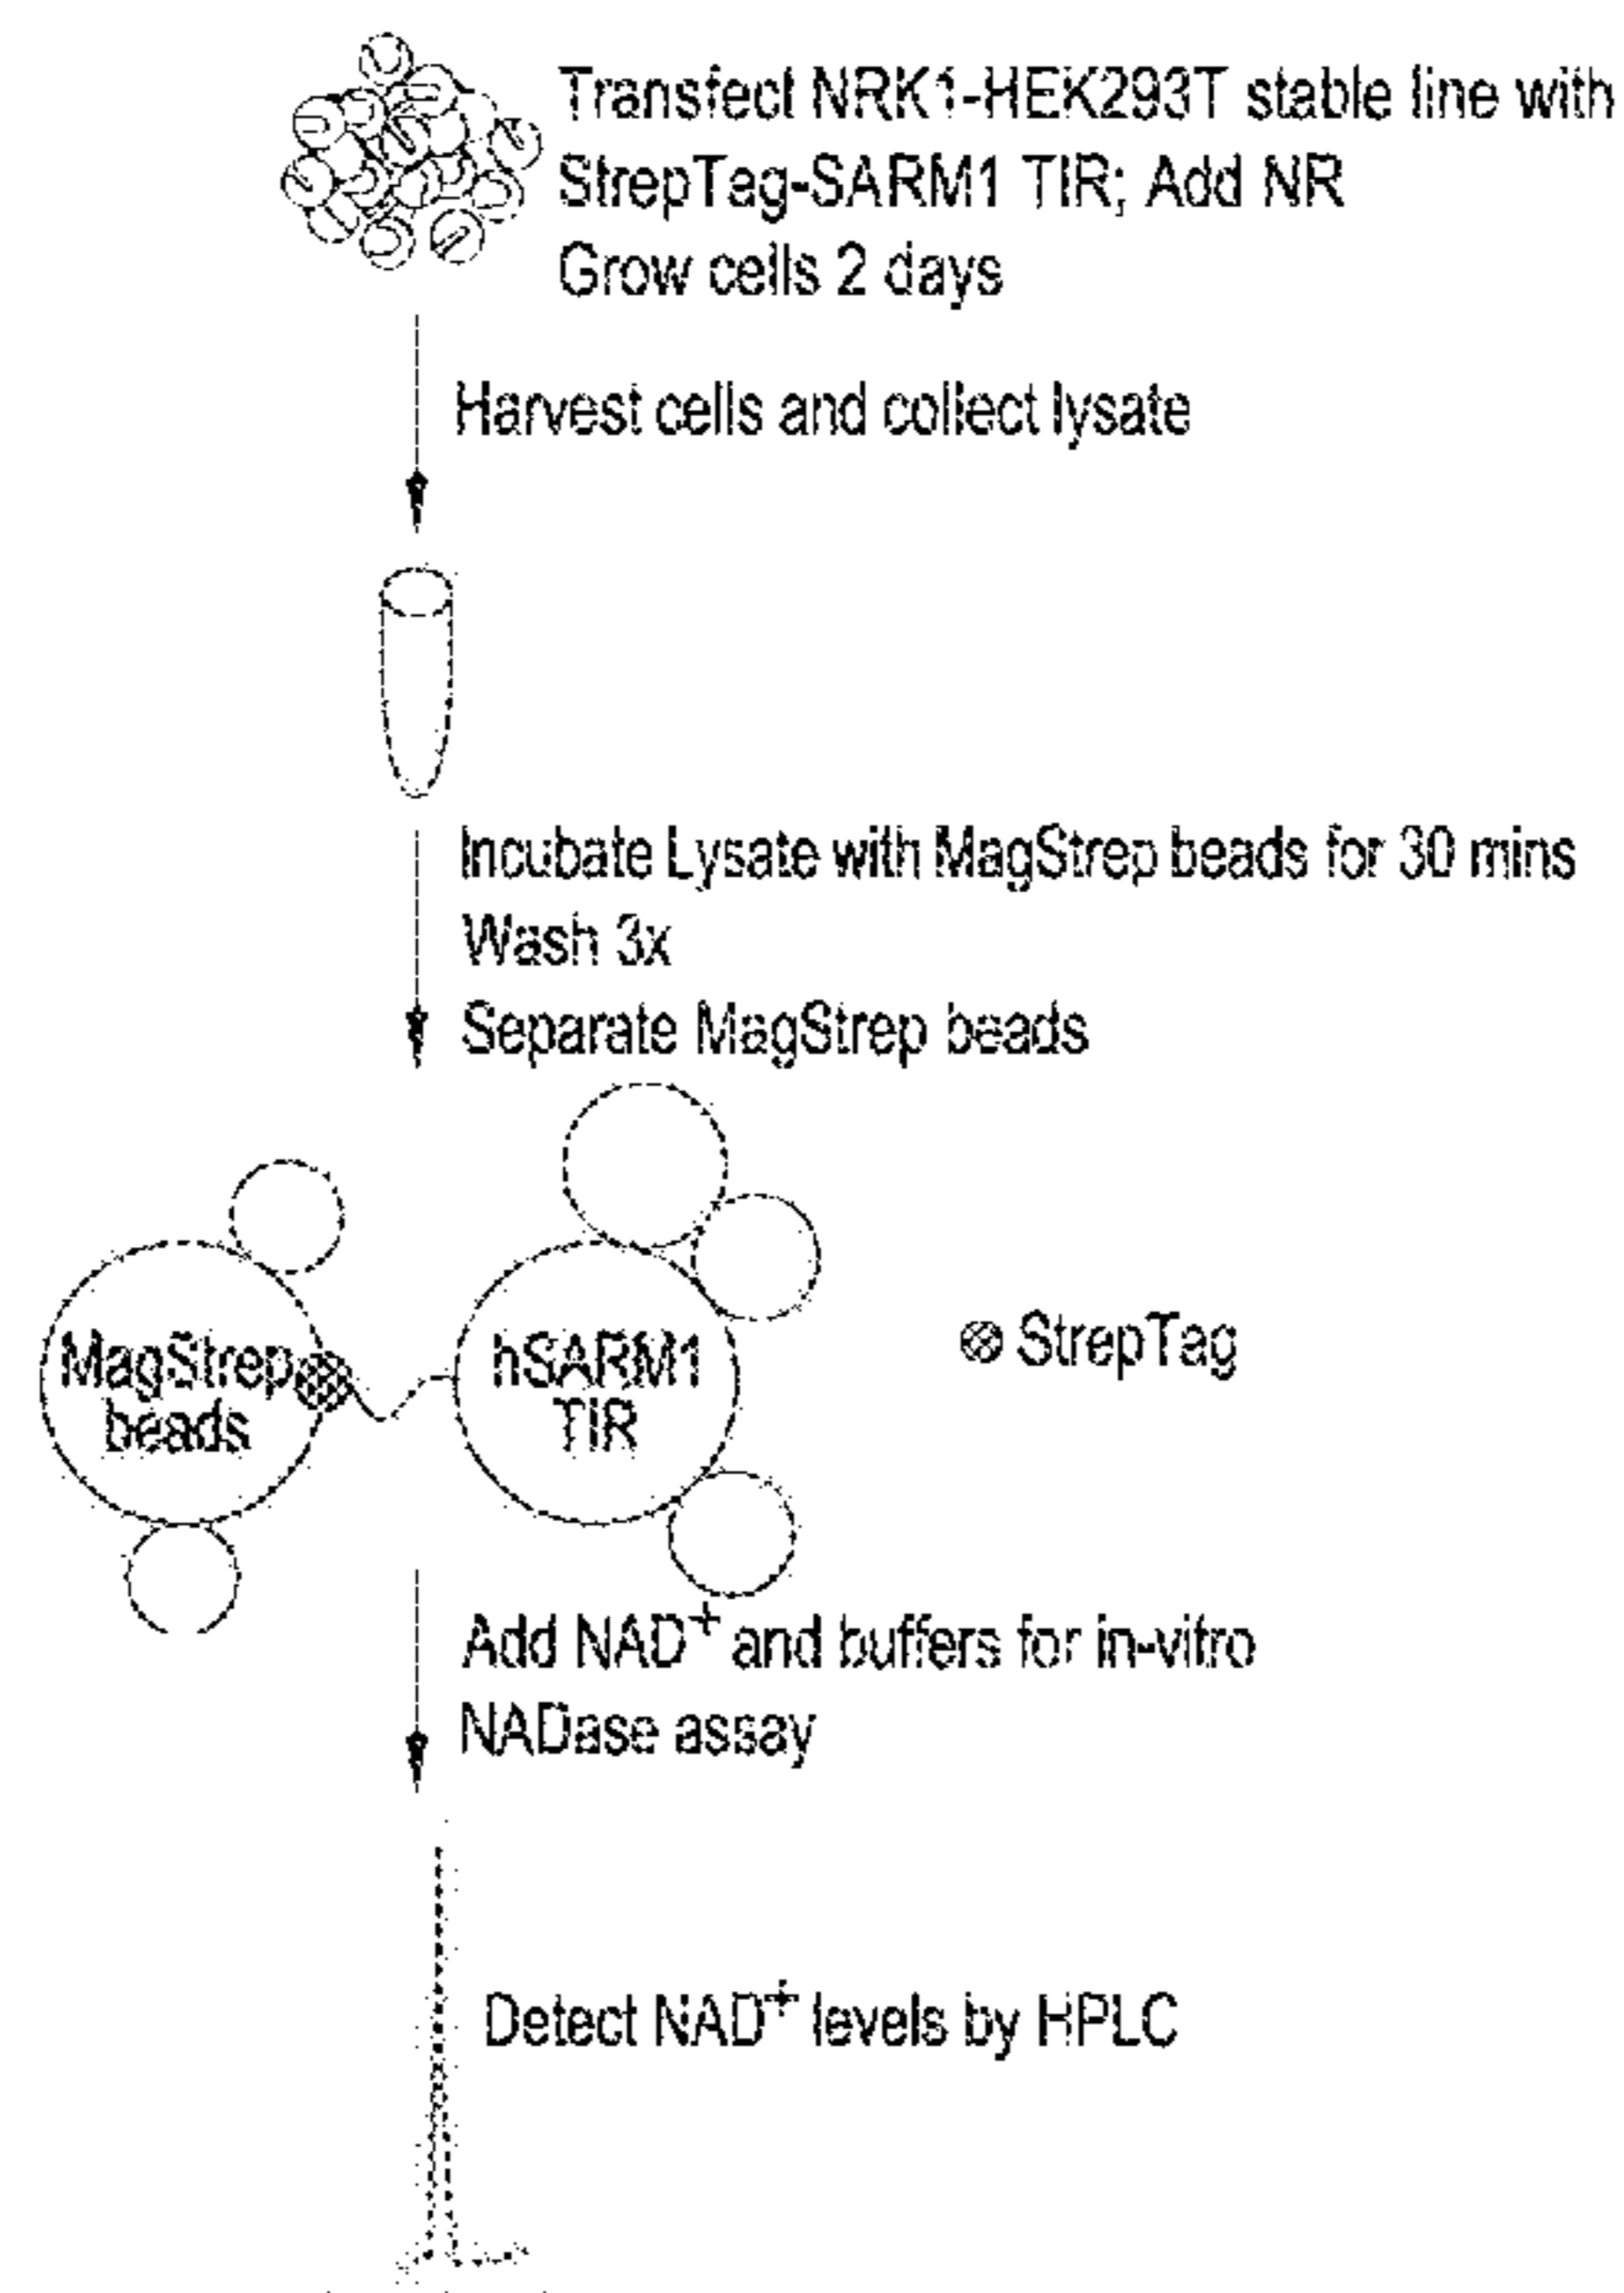 Transfect NRK1-HEK293T stable line with
StrepTag-SARM1 TIR; Add NR
Grow cells 2 days
Harvest cells and collect lysate
Incubate Lysate with MagStrep beads for 30 mins
Wash 3x
Separate MagStrep beads
MagStrep
beads
hSARM1
TIR
StrepTag
Add NAD⁺ and buffers for in-vitro
NADase assay
Detect NAD⁺ levels by HPLC